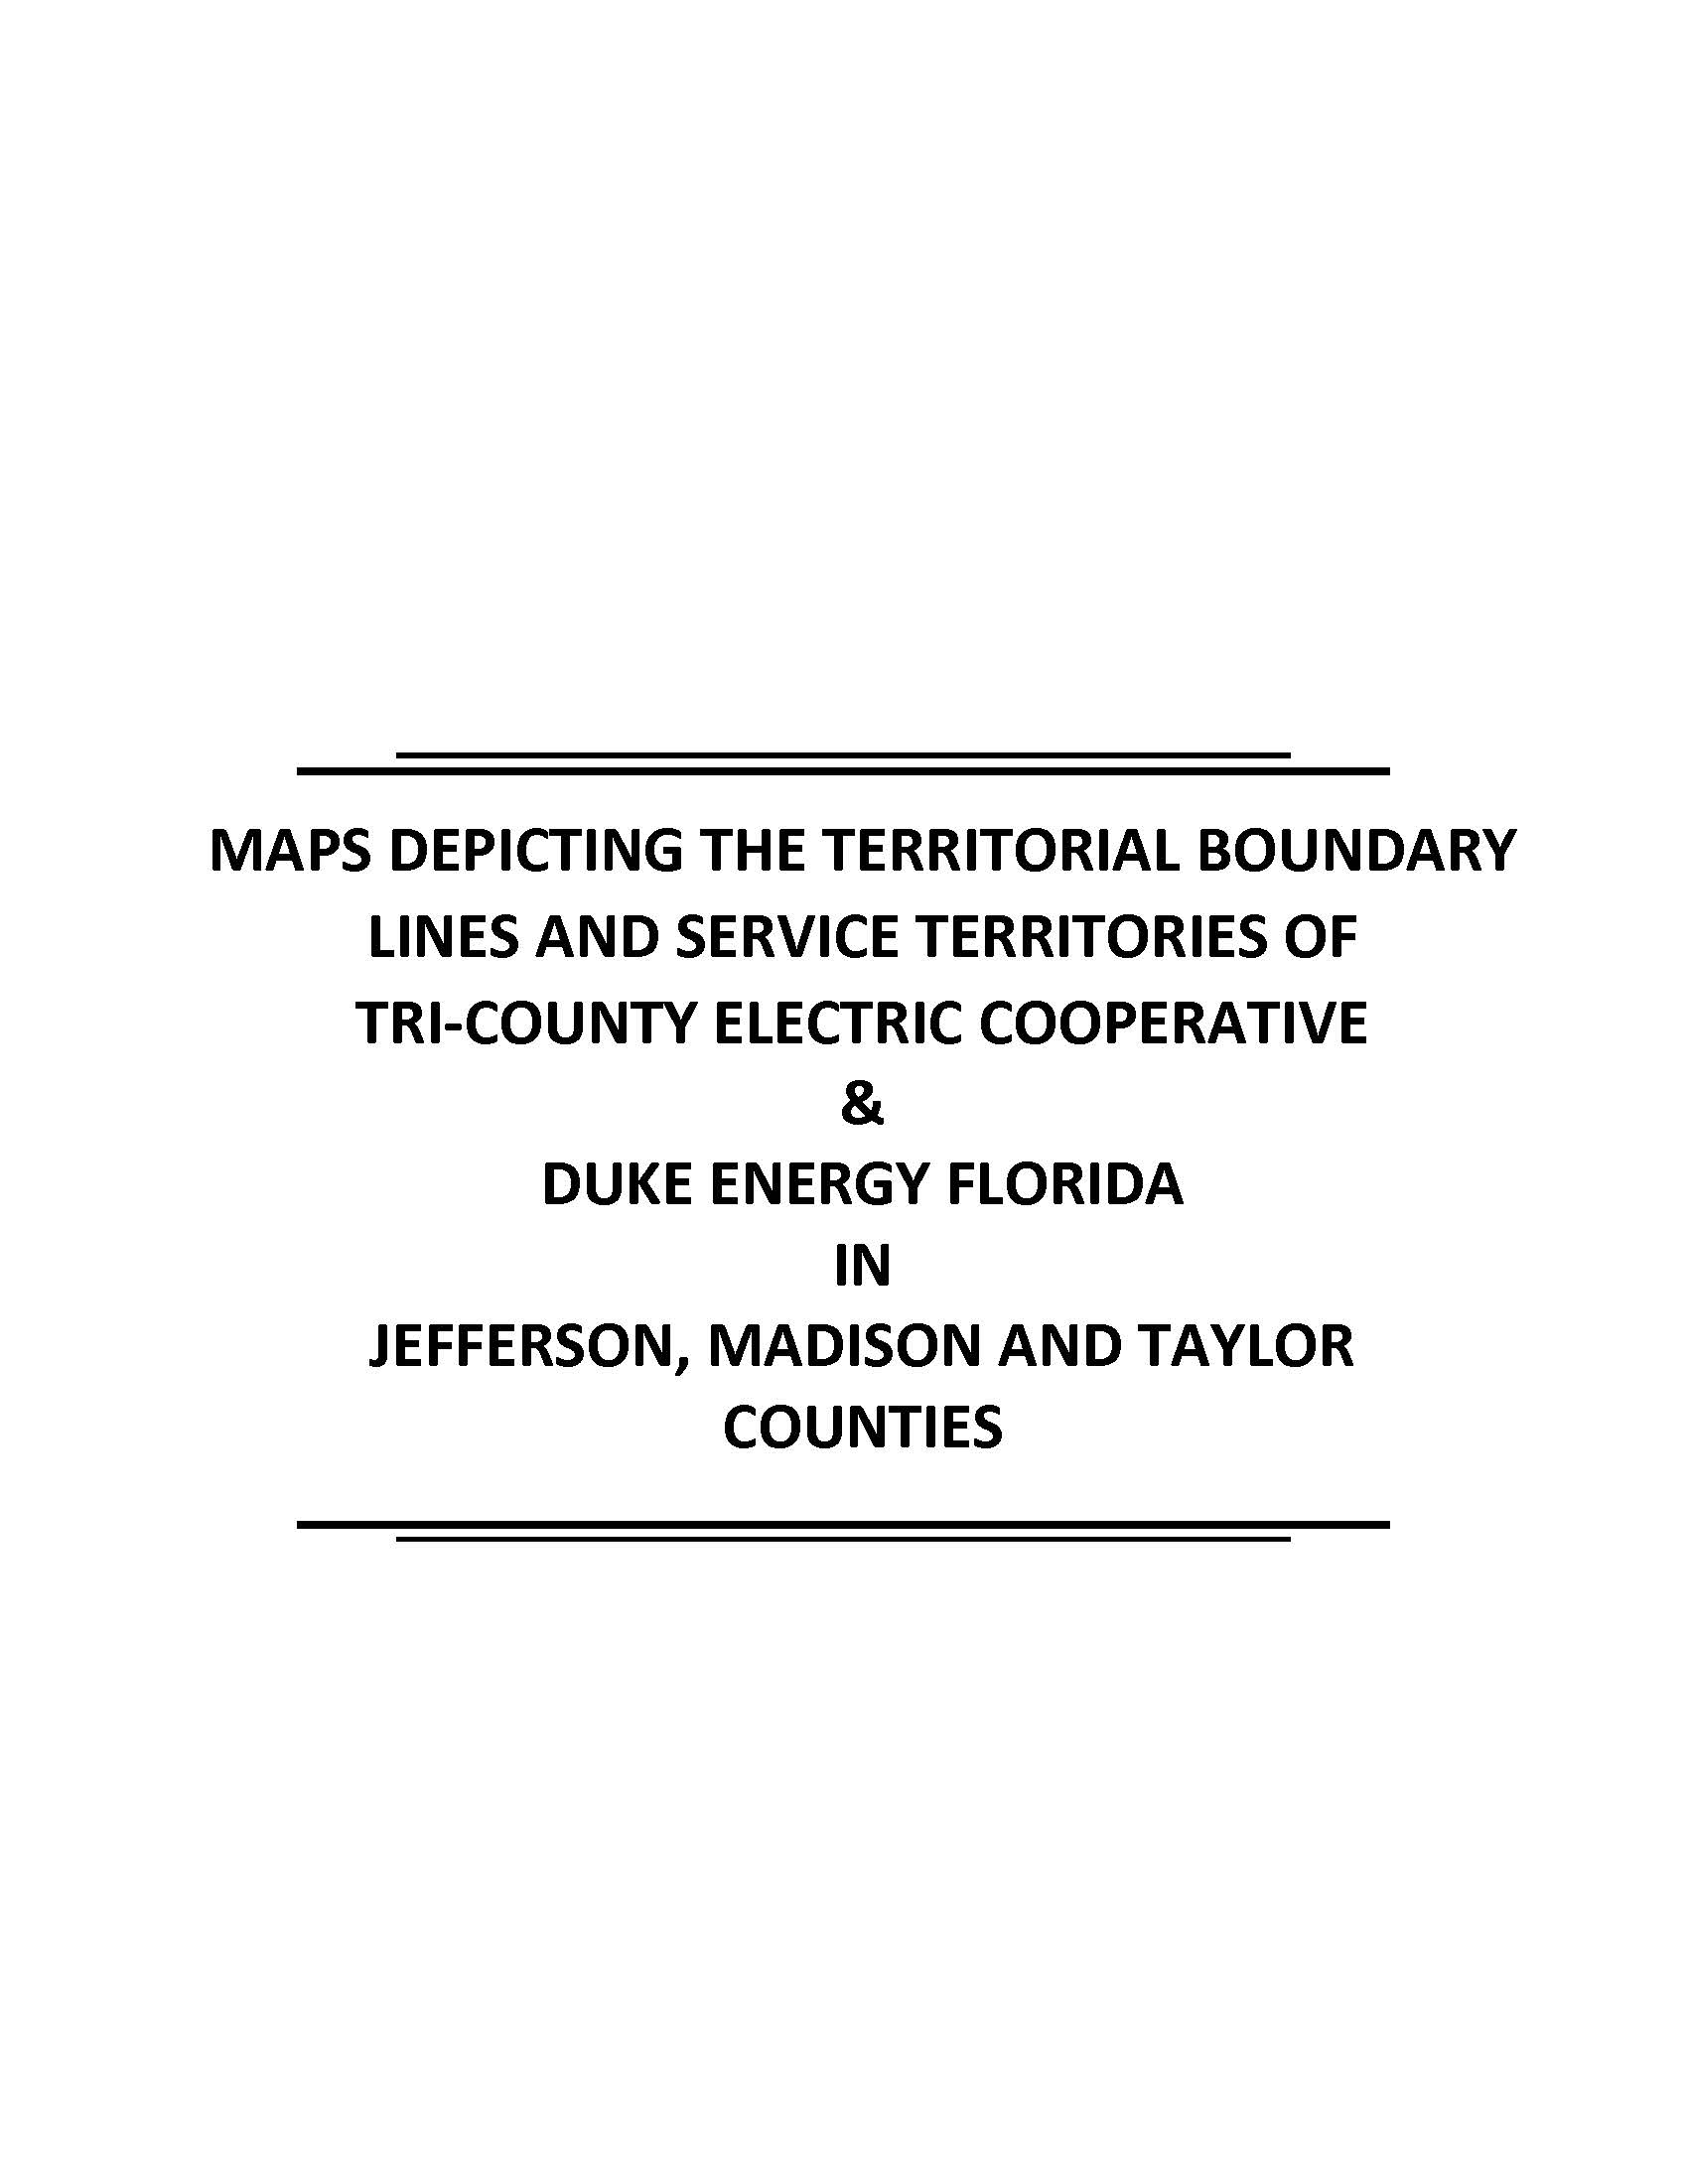 MAPS DEPICTING THE TERRITORIAL BOUNDARY
LINES AND SERVICE TERRITORIES OF
TRI-COUNTY ELECTRIC COOPERATIVE
&
DUKE ENERGY FLORIDA
IN
JEFFERSON, MADISON AND TAYLOR
COUNTIES